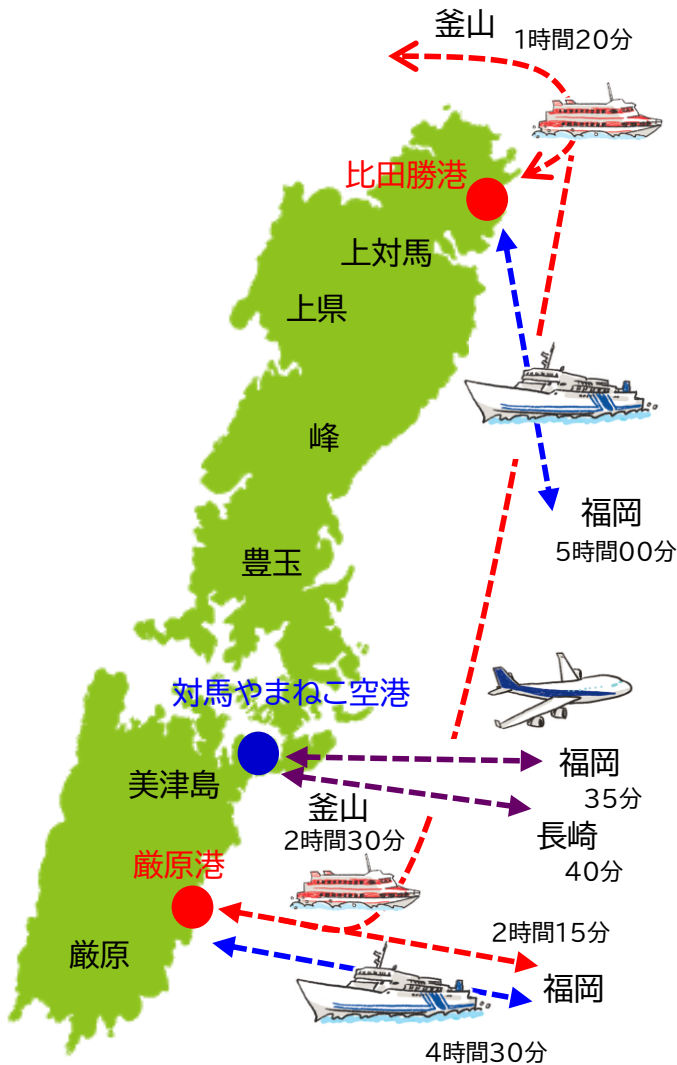 釜山
1時間20分
比田勝港
上対馬
上県
峰
福岡
5時間00分
豊玉
対馬やまねこ空港
福岡
35分
美津島
長崎
40分
釜山
2時間30分
厳原港
2時間15分
厳原
福岡
4時間30分